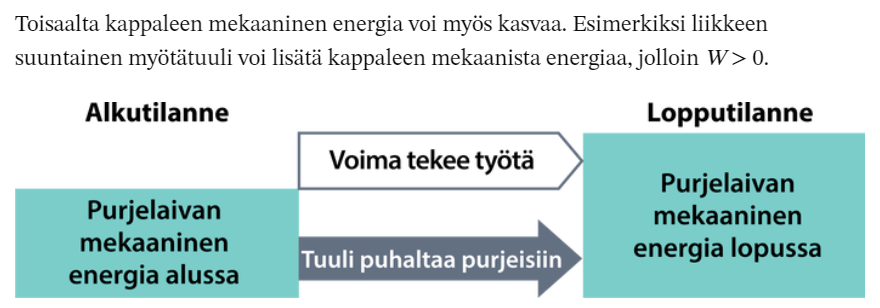 Toisaalta kappaleen mekaaninen energia voi myös kasvaa. Esimerkiksi liikkeen
suuntainen myötätuuli voi lisätä kappaleen mekaanista energiaa, jolloin W > 0.
Alkutilanne
Lopputilanne
Voima tekee työtä
Purjelaivan
mekaaninen
energia alussa
Tuuli puhaltaa purjeisiin
Purjelaivan
mekaaninen
energia lopussa